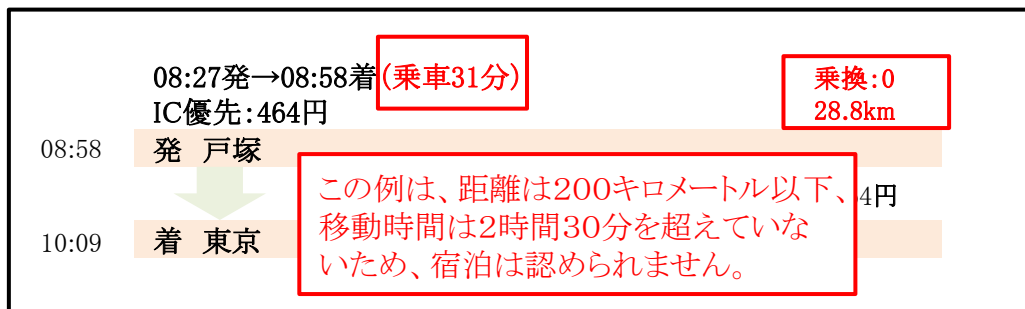 08:27発→08:58着(乗車31分)
乗換:0
IC優先:464円
28.8km
08:58 発 戸塚
4円
10:09 着 東京
この例は、距離は200キロメートル以下、
移動時間は2時間30分を超えていな
いため、宿泊は認められません。